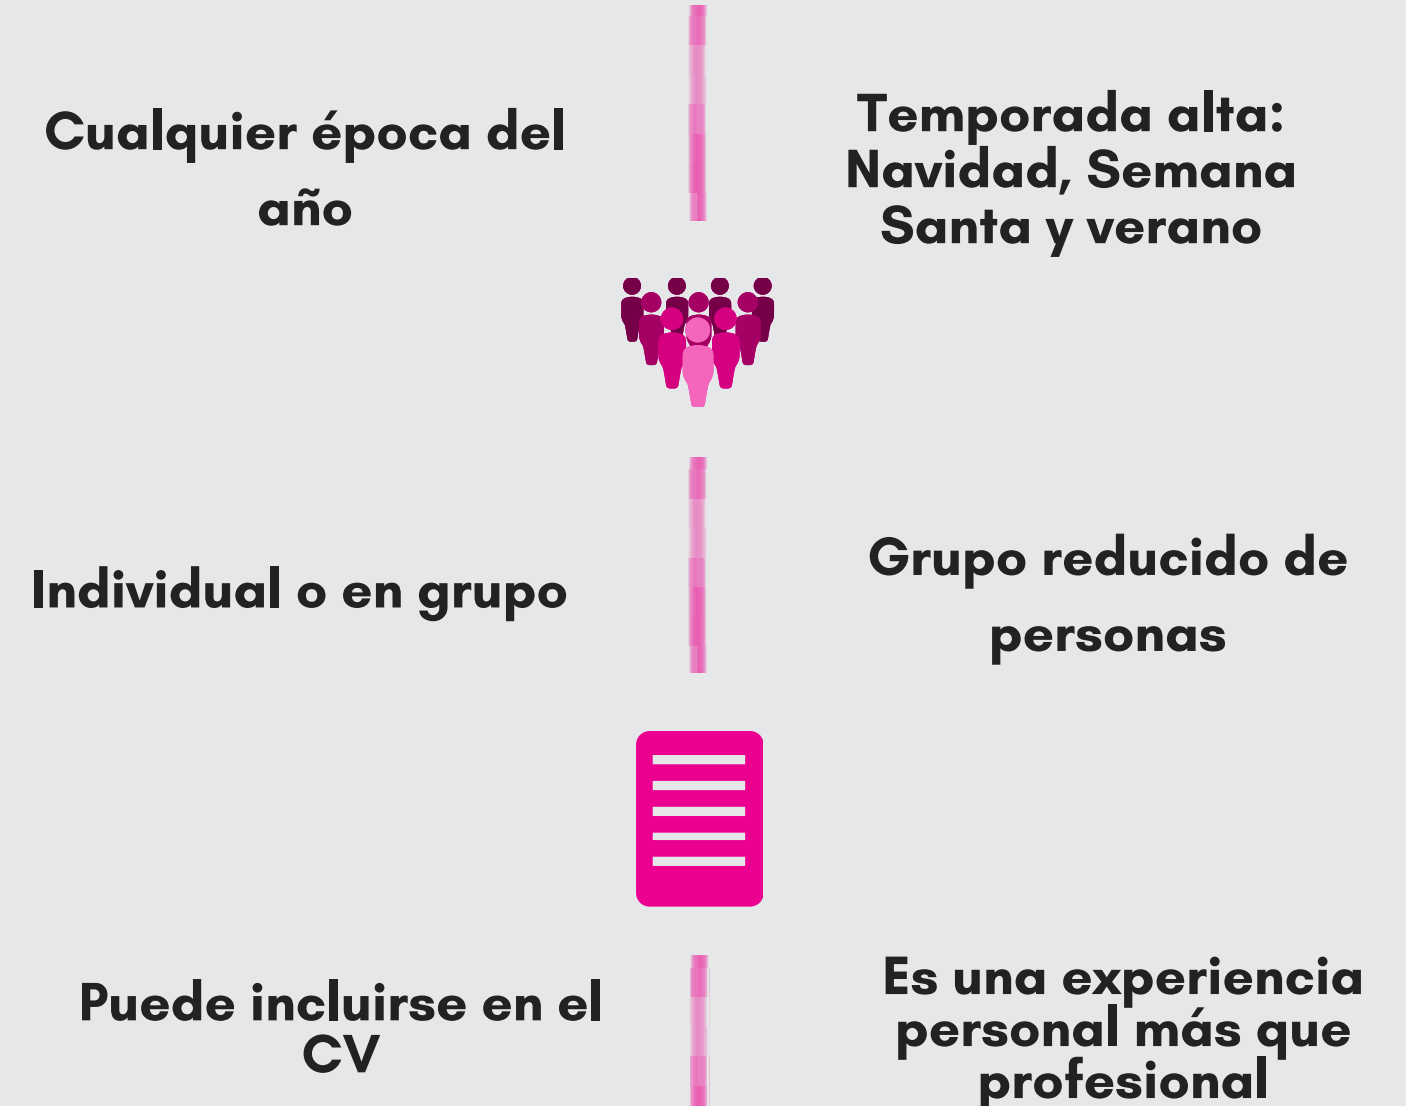 Cualquier época del
año
Temporada alta:
Navidad, Semana
Santa y verano
Individual o en grupo
Grupo reducido de
personas
Puede incluirse en el
CV
Es una experiencia
personal más que
profesional